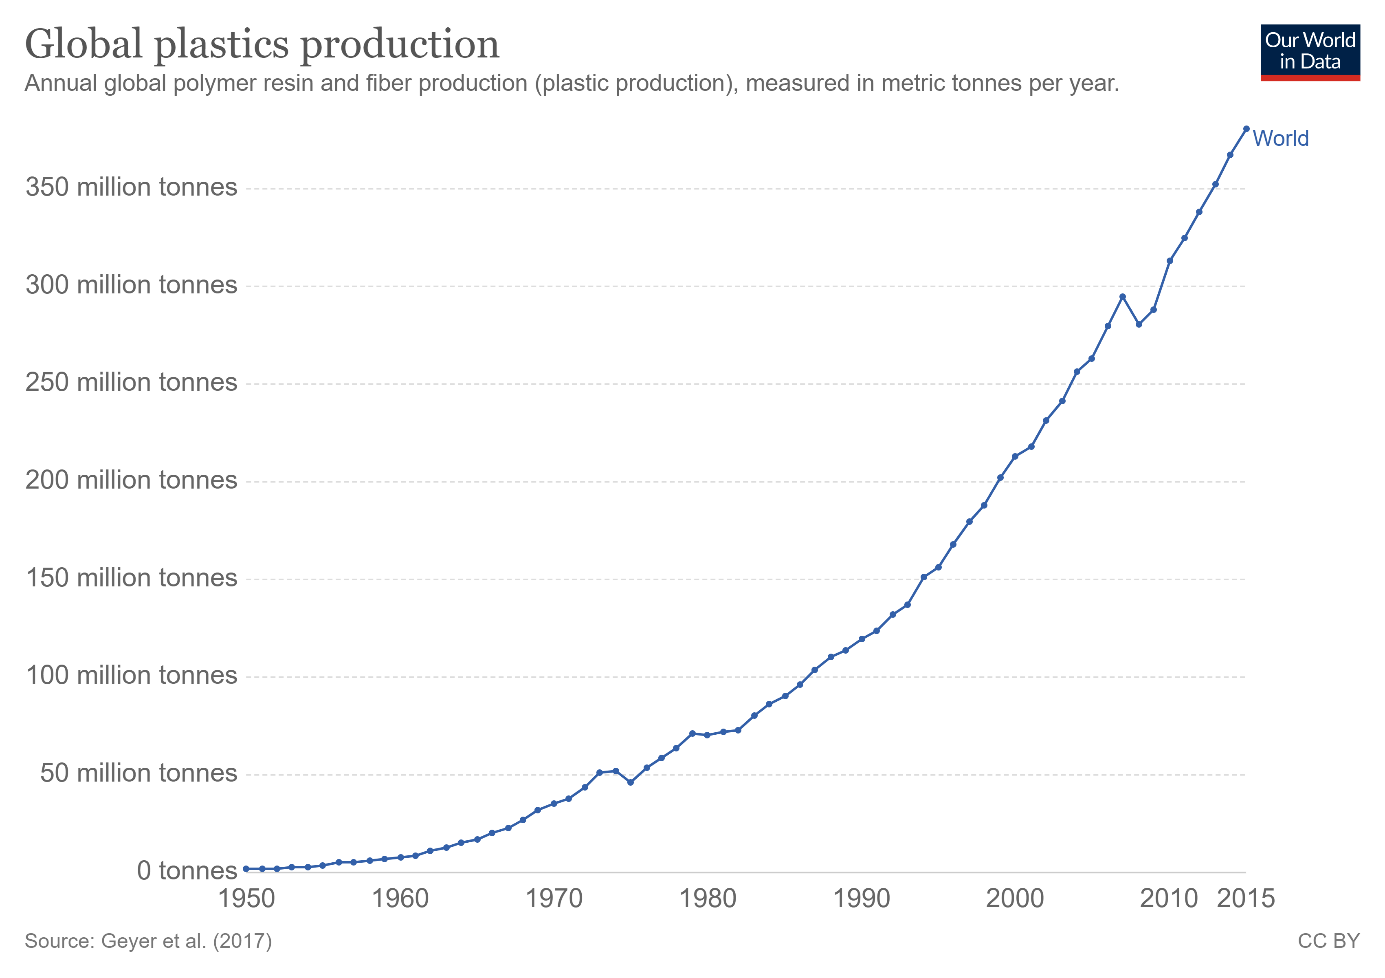 Global plastics production
Annual global polymer resin and fiber production (plastic production), measured in metric tonnes per year.
Our World
in Data
World
350 million tonnes
300 million tonnes
250 million tonnes
200 million tonnes
150 million tonnes
100 million tonnes
50 million tonnes
0 tonnes
1950 1960 1970 1980 1990 2000 2010 2015
Source: Geyer et al. (2017)
CC BY